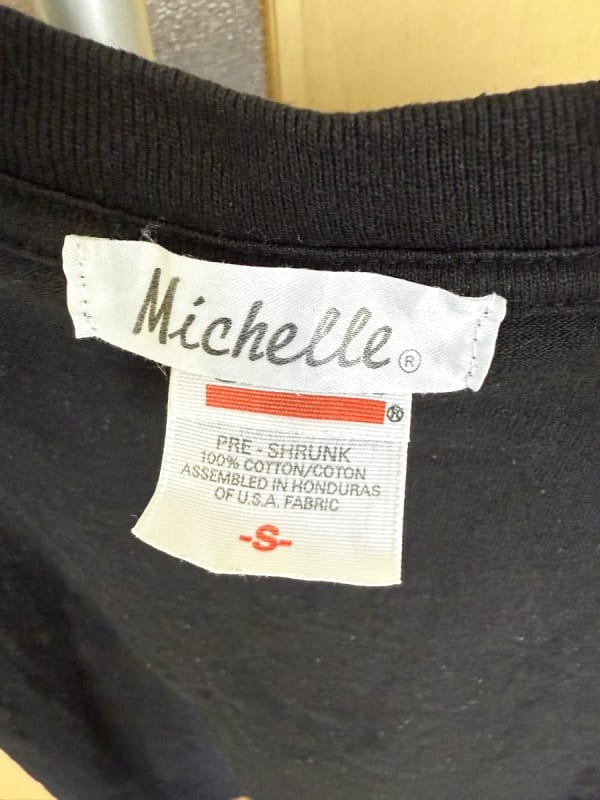 Michelle®
®
PRE - SHRUNK
100% COTTON/COTON
ASSEMBLED IN HONDURAS
OF U.S.A. FABRIC
-S-